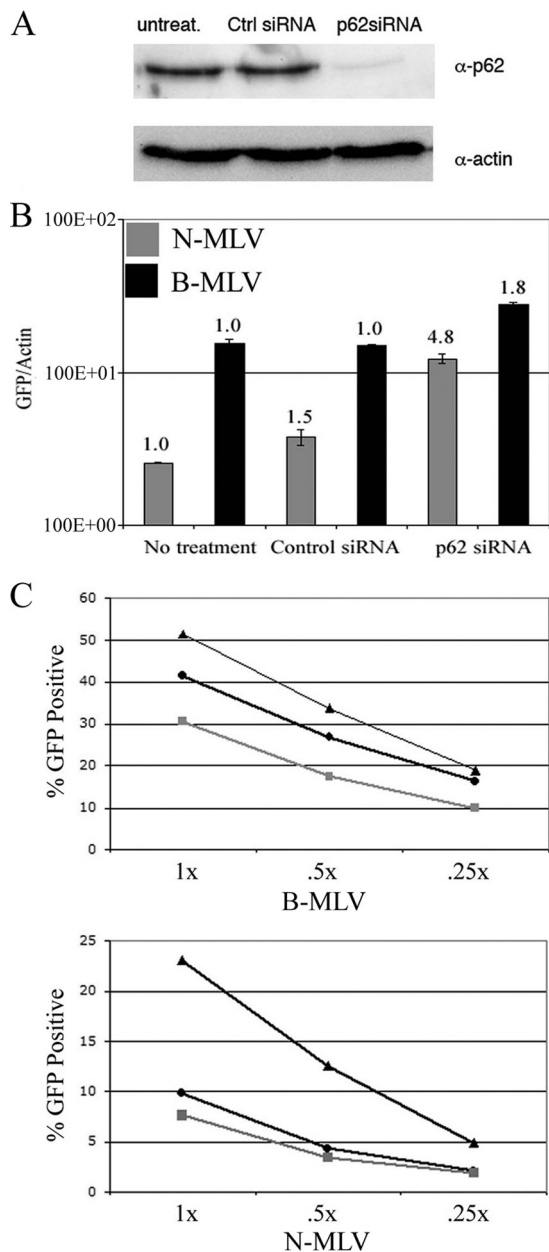 A
untreat. Ctrl siRNA p62siRNA
α-p62
α-actin
B
100E+02
N-MLV
B-MLV
1.0
1.0
1.5
1.0
4.8
1.8
GFP/Actin
100E+01
100E+00
No treatment Control siRNA p62 siRNA
C
% GFP Positive
60
50
40
30
20
10
0
1x .5x .25x
B-MLV
% GFP Positive
25
20
15
10
5
0
1x .5x .25x
N-MLV